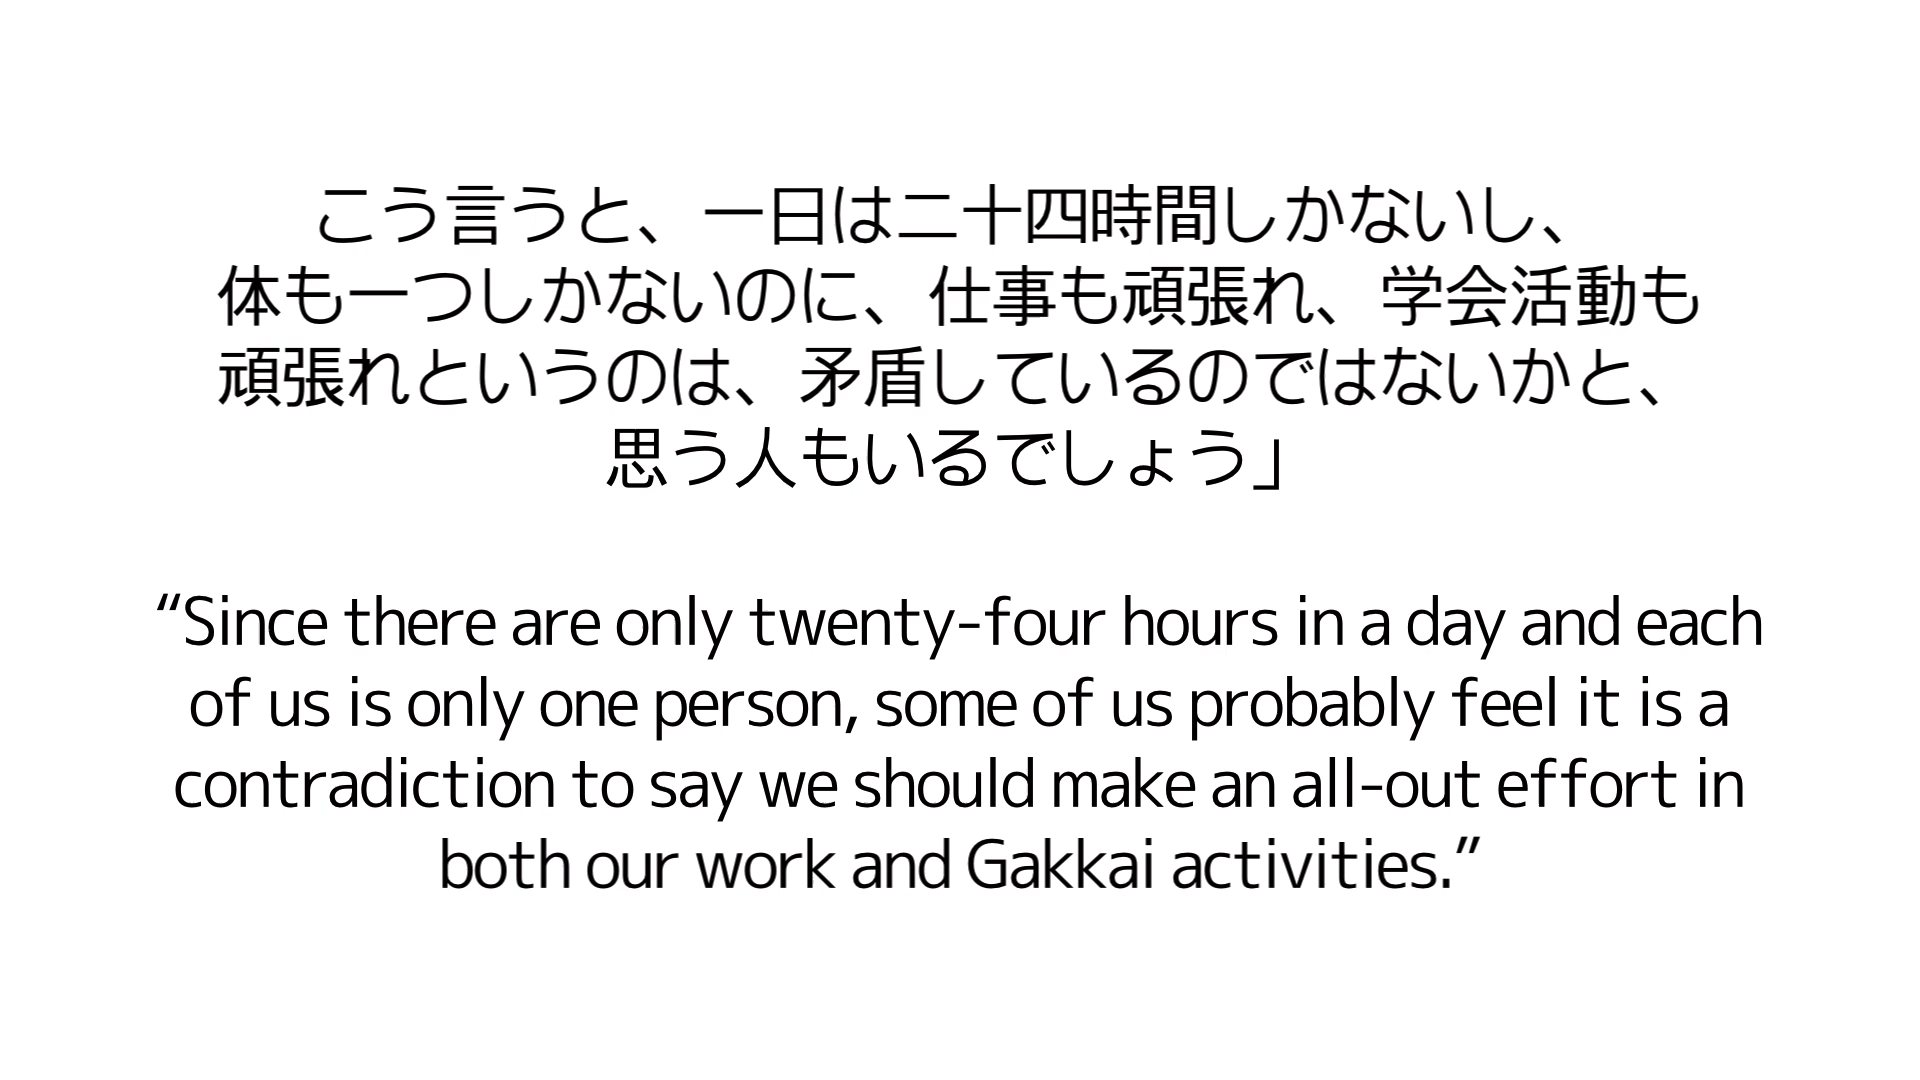 こう言うと、一日は二十四時間しかないし、
体も一つしかないのに、仕事も頑張れ、学会活動も
頑張れというのは、矛盾しているのではないかと、
思う人もいるでしょう」
“Since there are only twenty-four hours in a day and each
of us is only one person, some of us probably feel it is a
contradiction to say we should make an all-out effort in
both our work and Gakkai activities.”